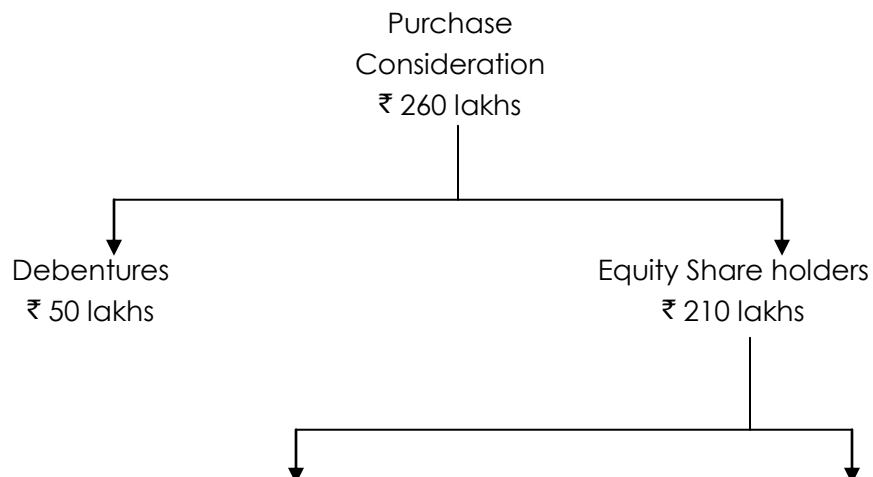 Purchase
Consideration
₹ 260 lakhs
Debentures
₹ 50 lakhs
Equity Share holders
₹ 210 lakhs